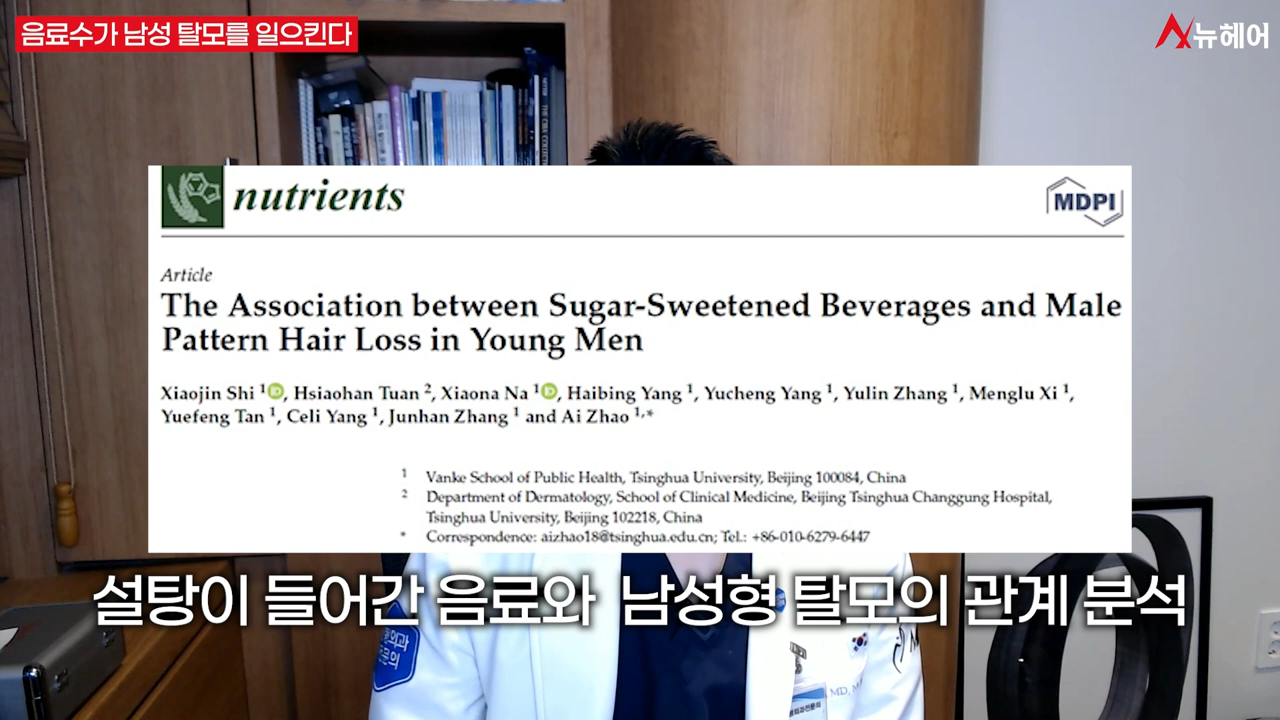 음료수가 남성 탈모를 일으킨다
뉴헤어
nutrients
MDPI
Article
The Association between Sugar-Sweetened Beverages and Male
Pattern Hair Loss in Young Men
Xiaojin Shi 1, Hsiaohan Tuan 2, Xiaona Na 1, Haibing Yang 1, Yucheng Yang 1, Yulin Zhang 1, Menglu Xi 1,
Yuefeng Tan 1, Celi Yang 1, Junhan Zhang 1 and Ai Zhao 1,*
1 Vanke School of Public Health, Tsinghua University, Beijing 100084, China
2 Department of Dermatology, School of Clinical Medicine, Beijing Tsinghua Changgung Hospital,
Tsinghua University, Beijing 102218, China
* Correspondence: aizhao18@tsinghua.edu.cn; Tel.: +86-010-6279-6447
설탕이 들어간 음료와 남성형 탈모의 관계 분석
MD,